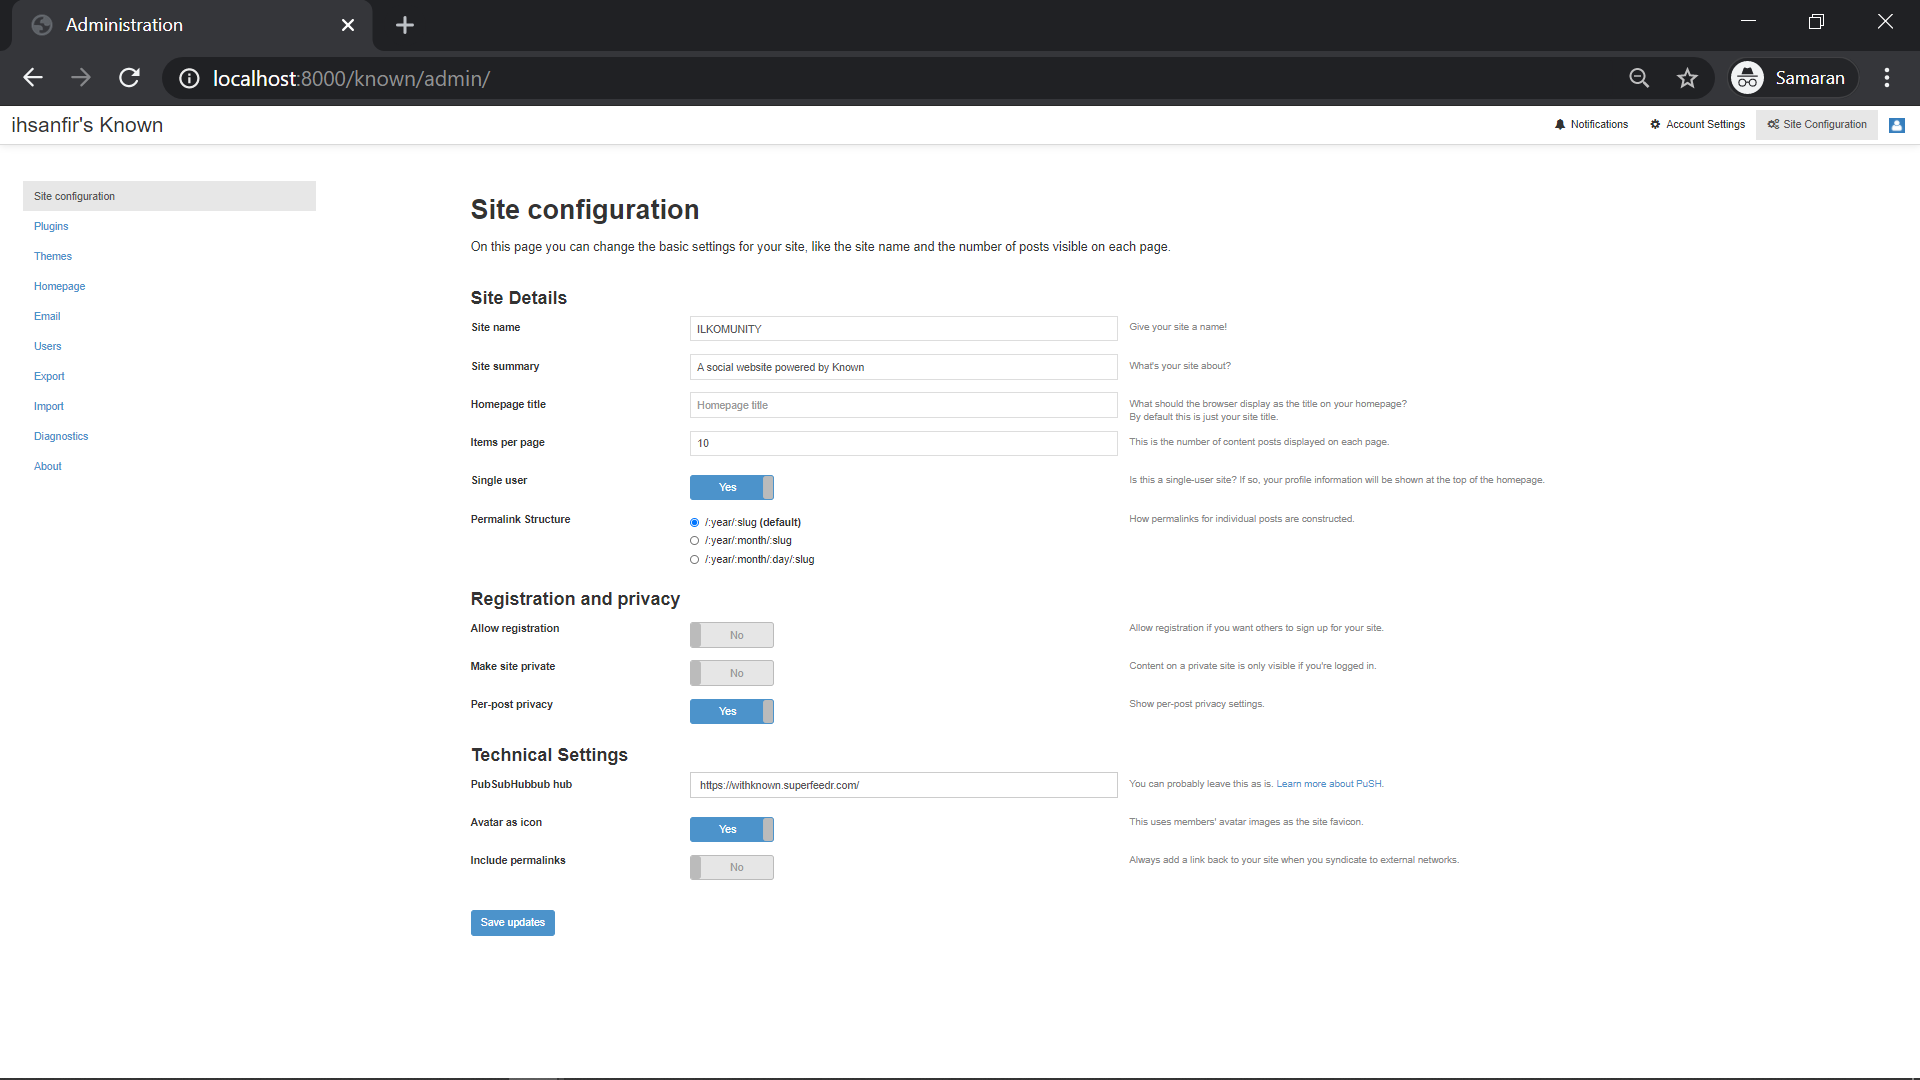 Administration
localhost:8000/known/admin/
Samaran
ihsanfir's Known
Notifications
Account Settings
Site Configuration
Site configuration
Plugins
Themes
Homepage
Email
Users
Export
Import
Diagnostics
About
Site configuration
On this page you can change the basic settings for your site, like the site name and the number of posts visible on each page.
Site Details
Site name
ILKOMUNITY
Give your site a name!
Site summary
A social website powered by Known
What's your site about?
Homepage title
Homepage title
What should the browser display as the title on your homepage?
By default this is just your site title.
Items per page
10
This is the number of content posts displayed on each page.
Single user
Yes
Is this a single-user site? If so, your profile information will be shown at the top of the homepage.
Permalink Structure
/:year/:slug (default)
/:year/:month/:slug
/:year/:month/:day/:slug
How permalinks for individual posts are constructed.
Registration and privacy
Allow registration
No
Allow registration if you want others to sign up for your site.
Make site private
No
Content on a private site is only visible if you're logged in.
Per-post privacy
Yes
Show per-post privacy settings.
Technical Settings
PubSubHubbub hub
https://withknown.superfeedr.com/
You can probably leave this as is. Learn more about PuSH.
Avatar as icon
Yes
This uses members' avatar images as the site favicon.
Include permalinks
No
Always add a link back to your site when you syndicate to external networks.
Save updates